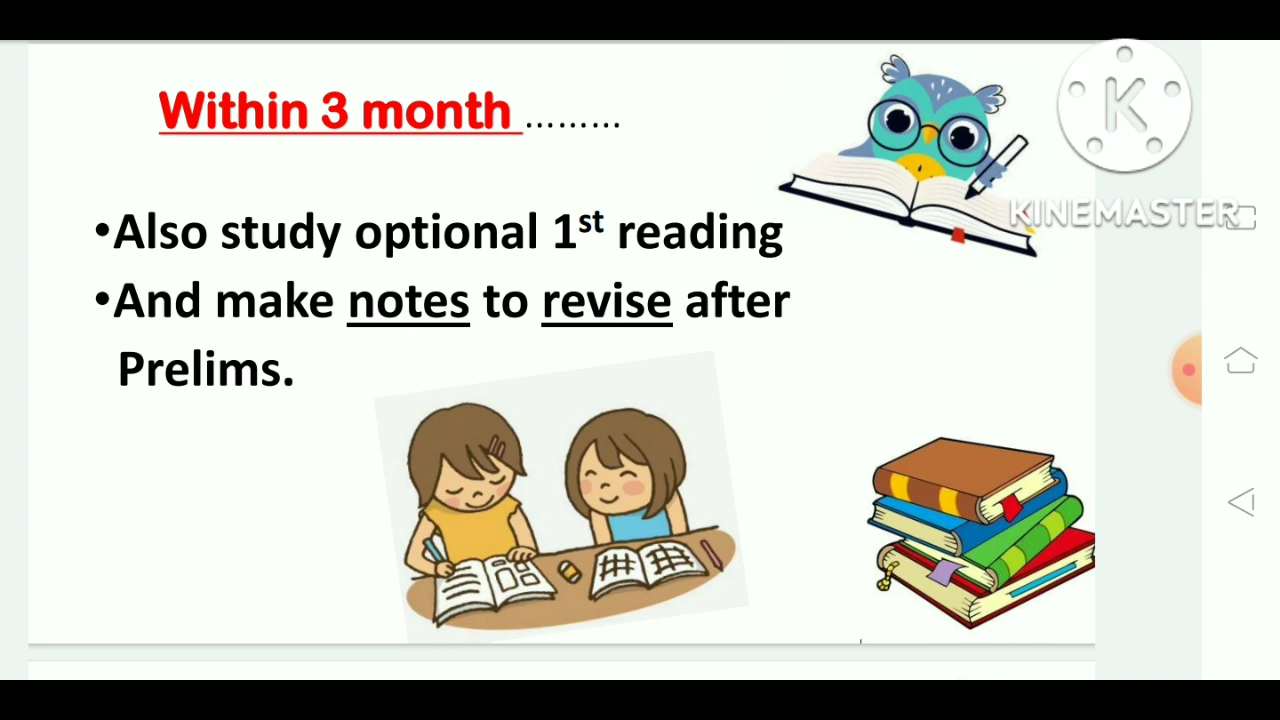 Within 3 month .........
K
KINEMASTER
•Also study optional 1st reading
•And make notes to revise after
Prelims.